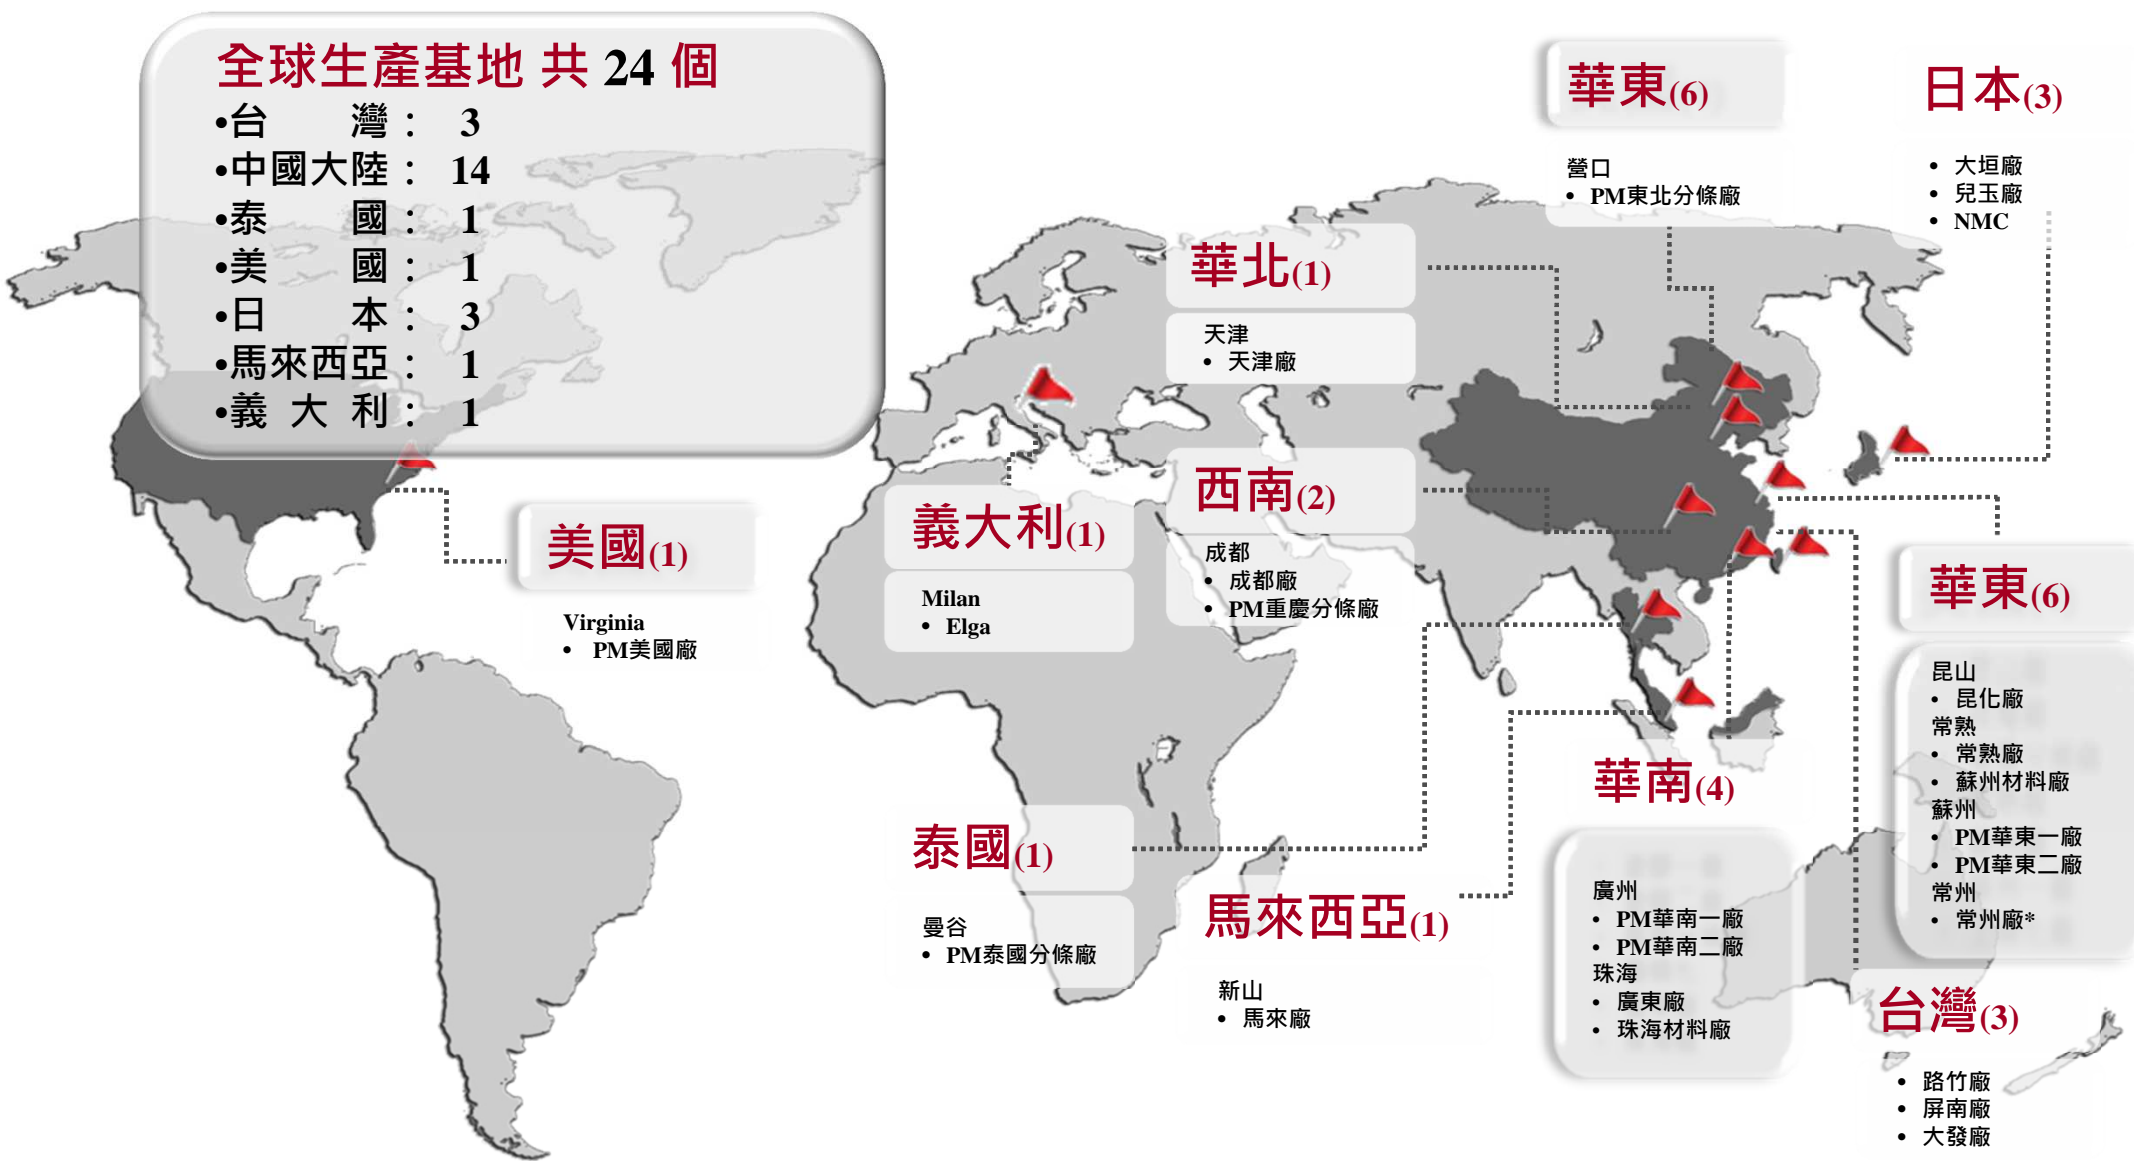 全球生產基地 共 24 個
•台 灣： 3
•中國大陸： 14
•泰 國： 1
•美 國： 1
•日 本： 3
•馬來西亞： 1
•義 大 利： 1
華東(6)
營口
• PM東北分條廠
日本(3)
• 大垣廠
• 兒玉廠
• NMC
華北(1)
天津
• 天津廠
西南(2)
成都
• 成都廠
• PM重慶分條廠
義大利(1)
Milan
• Elga
美國(1)
Virginia
• PM美國廠
華東(6)
昆山
• 昆化廠
常熟
• 常熟廠
• 蘇州材料廠
蘇州
• PM華東一廠
• PM華東二廠
常州
• 常州廠*
華南(4)
廣州
• PM華南一廠
• PM華南二廠
珠海
• 廣東廠
• 珠海材料廠
泰國(1)
曼谷
• PM泰國分條廠
馬來西亞(1)
新山
• 馬來廠
台灣(3)
• 路竹廠
• 屏南廠
• 大發廠